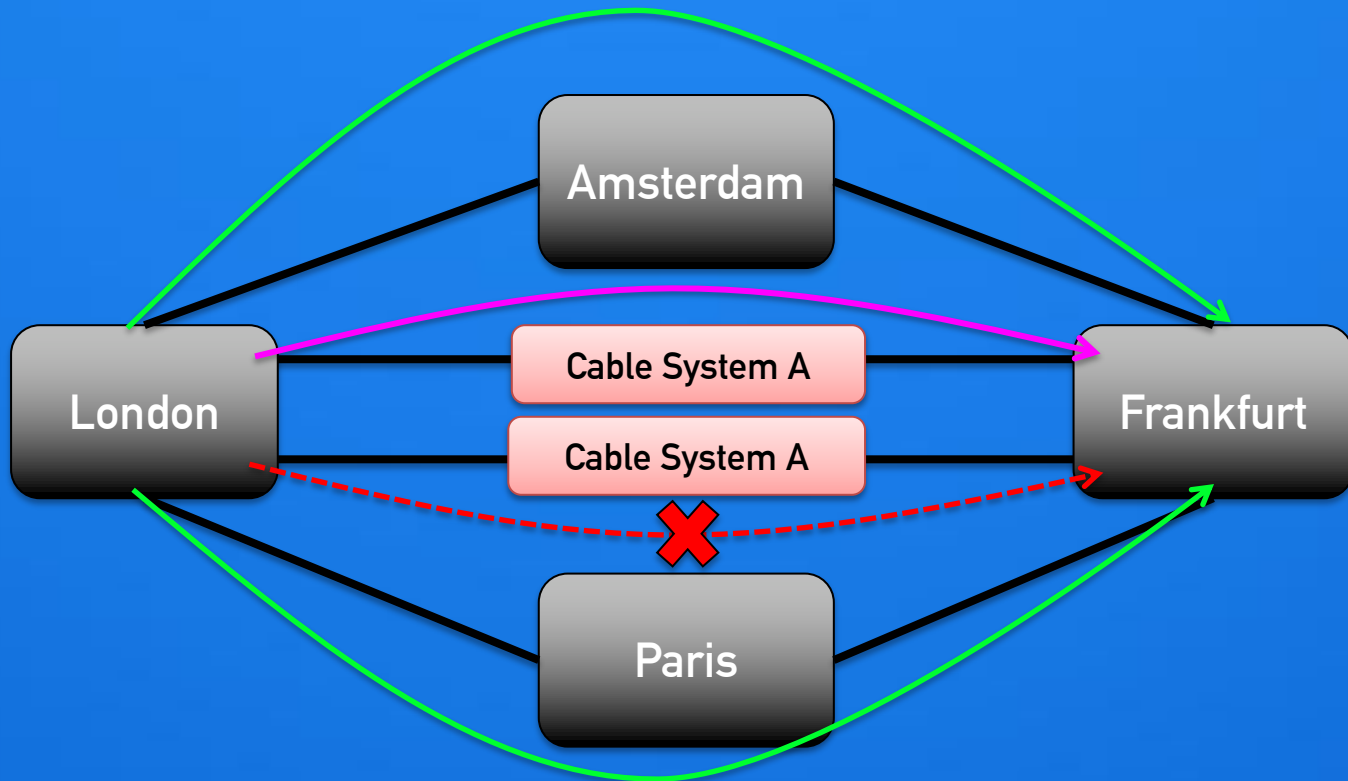 Amsterdam
Cable System A
London
Frankfurt
Cable System A
Paris